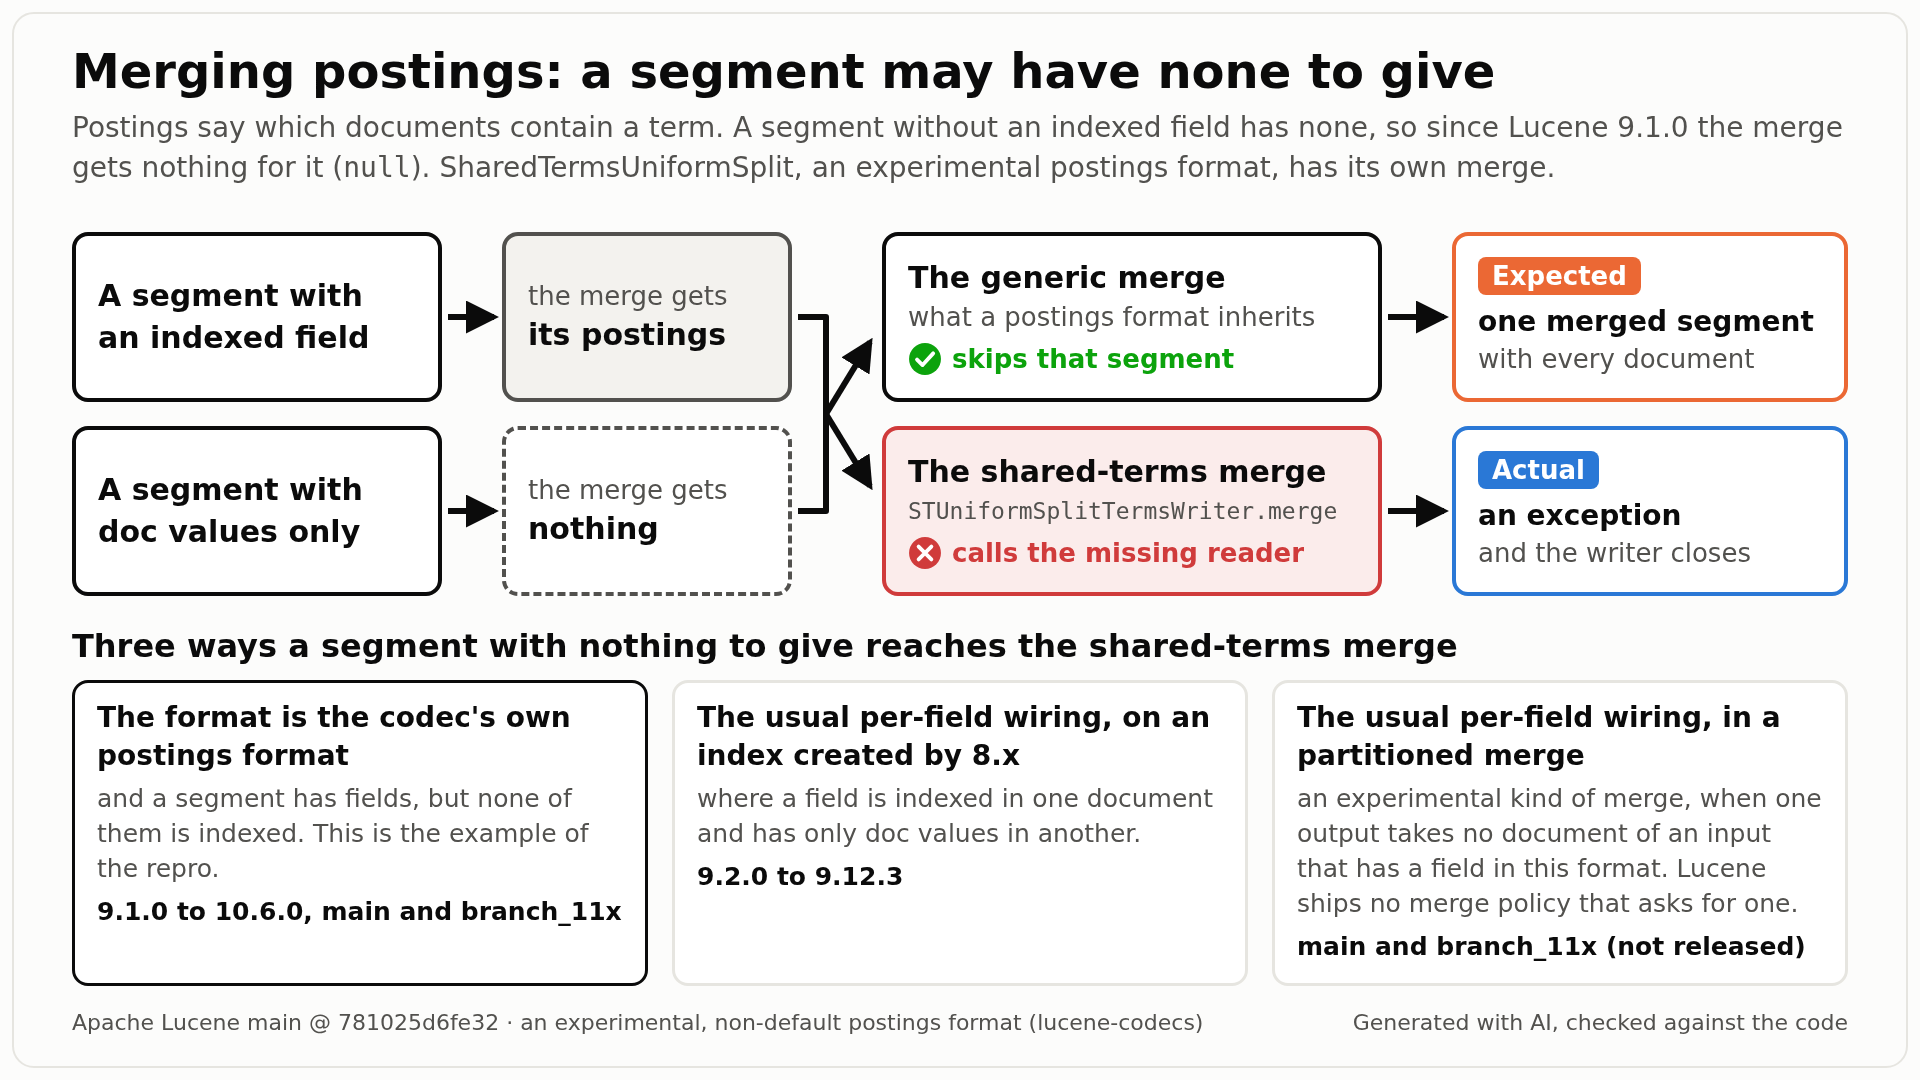 Merging postings: a segment may have none to give
Postings say which documents contain a term. A segment without an indexed field has none, so since Lucene 9.1.0 the merge
gets nothing for it (null). SharedTermsUniformSplit, an experimental postings format, has its own merge.
A segment with
an indexed field
the merge gets
its postings
The generic merge
what a postings format inherits
skips that segment
Expected
one merged segment
with every document
A segment with
doc values only
the merge gets
nothing
The shared-terms merge
STUniformSplitTermsWriter.merge
calls the missing reader
Actual
an exception
and the writer closes
Three ways a segment with nothing to give reaches the shared-terms merge
The format is the codec's own
postings format
and a segment has fields, but none of
them is indexed. This is the example of
the repro.
9.1.0 to 10.6.0, main and branch_11x
The usual per-field wiring, on an
index created by 8.x
where a field is indexed in one document
and has only doc values in another.
9.2.0 to 9.12.3
The usual per-field wiring, in a
partitioned merge
an experimental kind of merge, when one
output takes no document of an input
that has a field in this format. Lucene
ships no merge policy that asks for one.
main and branch_11x (not released)
Apache Lucene main @ 781025d6fe32 · an experimental, non-default postings format (lucene-codecs)
Generated with AI, checked against the code